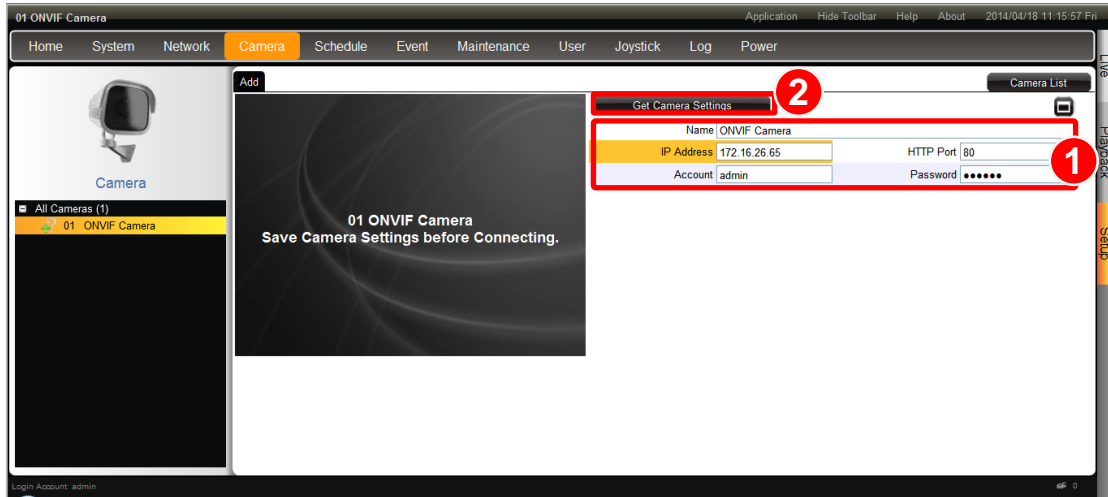 01 ONVIF Camera Application Hide Toolbar Help About 2014/04/18 11:15:57 Fri
Home System Network Camera Schedule Event Maintenance User Joystick Log Power
Live
Playback
Setup
Camera
All Cameras (1)
01 ONVIF Camera
Add Camera List
01 ONVIF Camera
Save Camera Settings before Connecting.
Get Camera Settings 2
Name ONVIF Camera
IP Address 172.16.26.65 HTTP Port 80
Account admin Password ●●●●●●
1
Login Account: admin 0